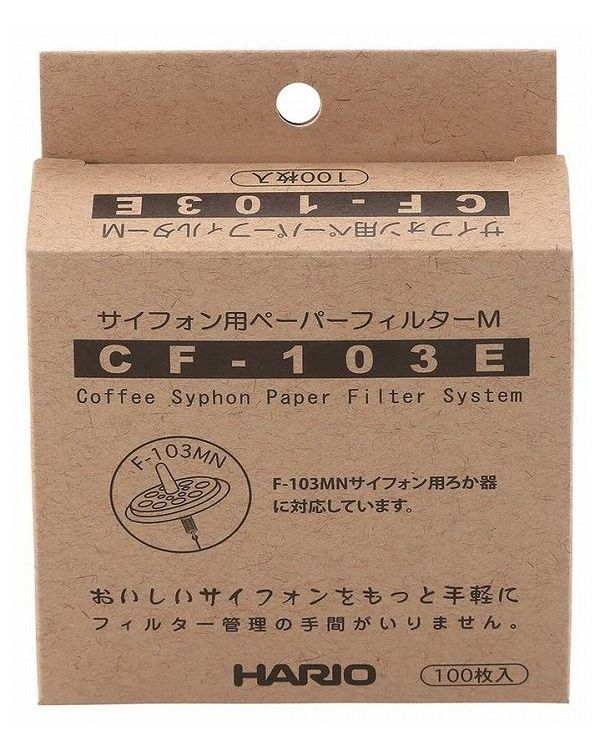 100枚入
CF-103E
サイフォン用ペーパーフィルターM
サイフォン用ペーパーフィルターM
CF-103E
Coffee Syphon Paper Filter System
F-103MN
F-103MNサイフォン用ろか器
に対応しています。
おいしいサイフォンをもっと手軽に
フィルター管理の手間がいりません。
HARIO
100枚入